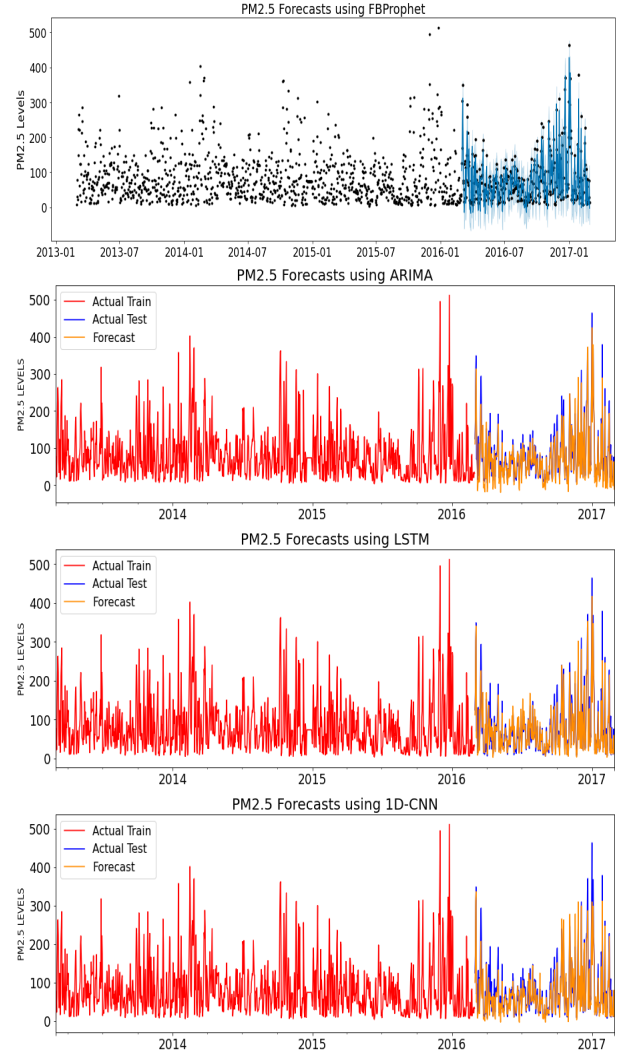 PM2.5 Forecasts using FBProphet
PM2.5 Levels
500
400
300
200
100
0
2013-01 2013-07 2014-01 2014-07 2015-01 2015-07 2016-01 2016-07 2017-01
PM2.5 Forecasts using ARIMA
PM2.5 LEVELS
500
400
300
200
100
0
Actual Train
Actual Test
Forecast
2014 2015 2016 2017
PM2.5 Forecasts using LSTM
PM2.5 LEVELS
500
400
300
200
100
0
Actual Train
Actual Test
Forecast
2014 2015 2016 2017
PM2.5 Forecasts using 1D-CNN
PM2.5 LEVELS
500
400
300
200
100
0
Actual Train
Actual Test
Forecast
2014 2015 2016 2017